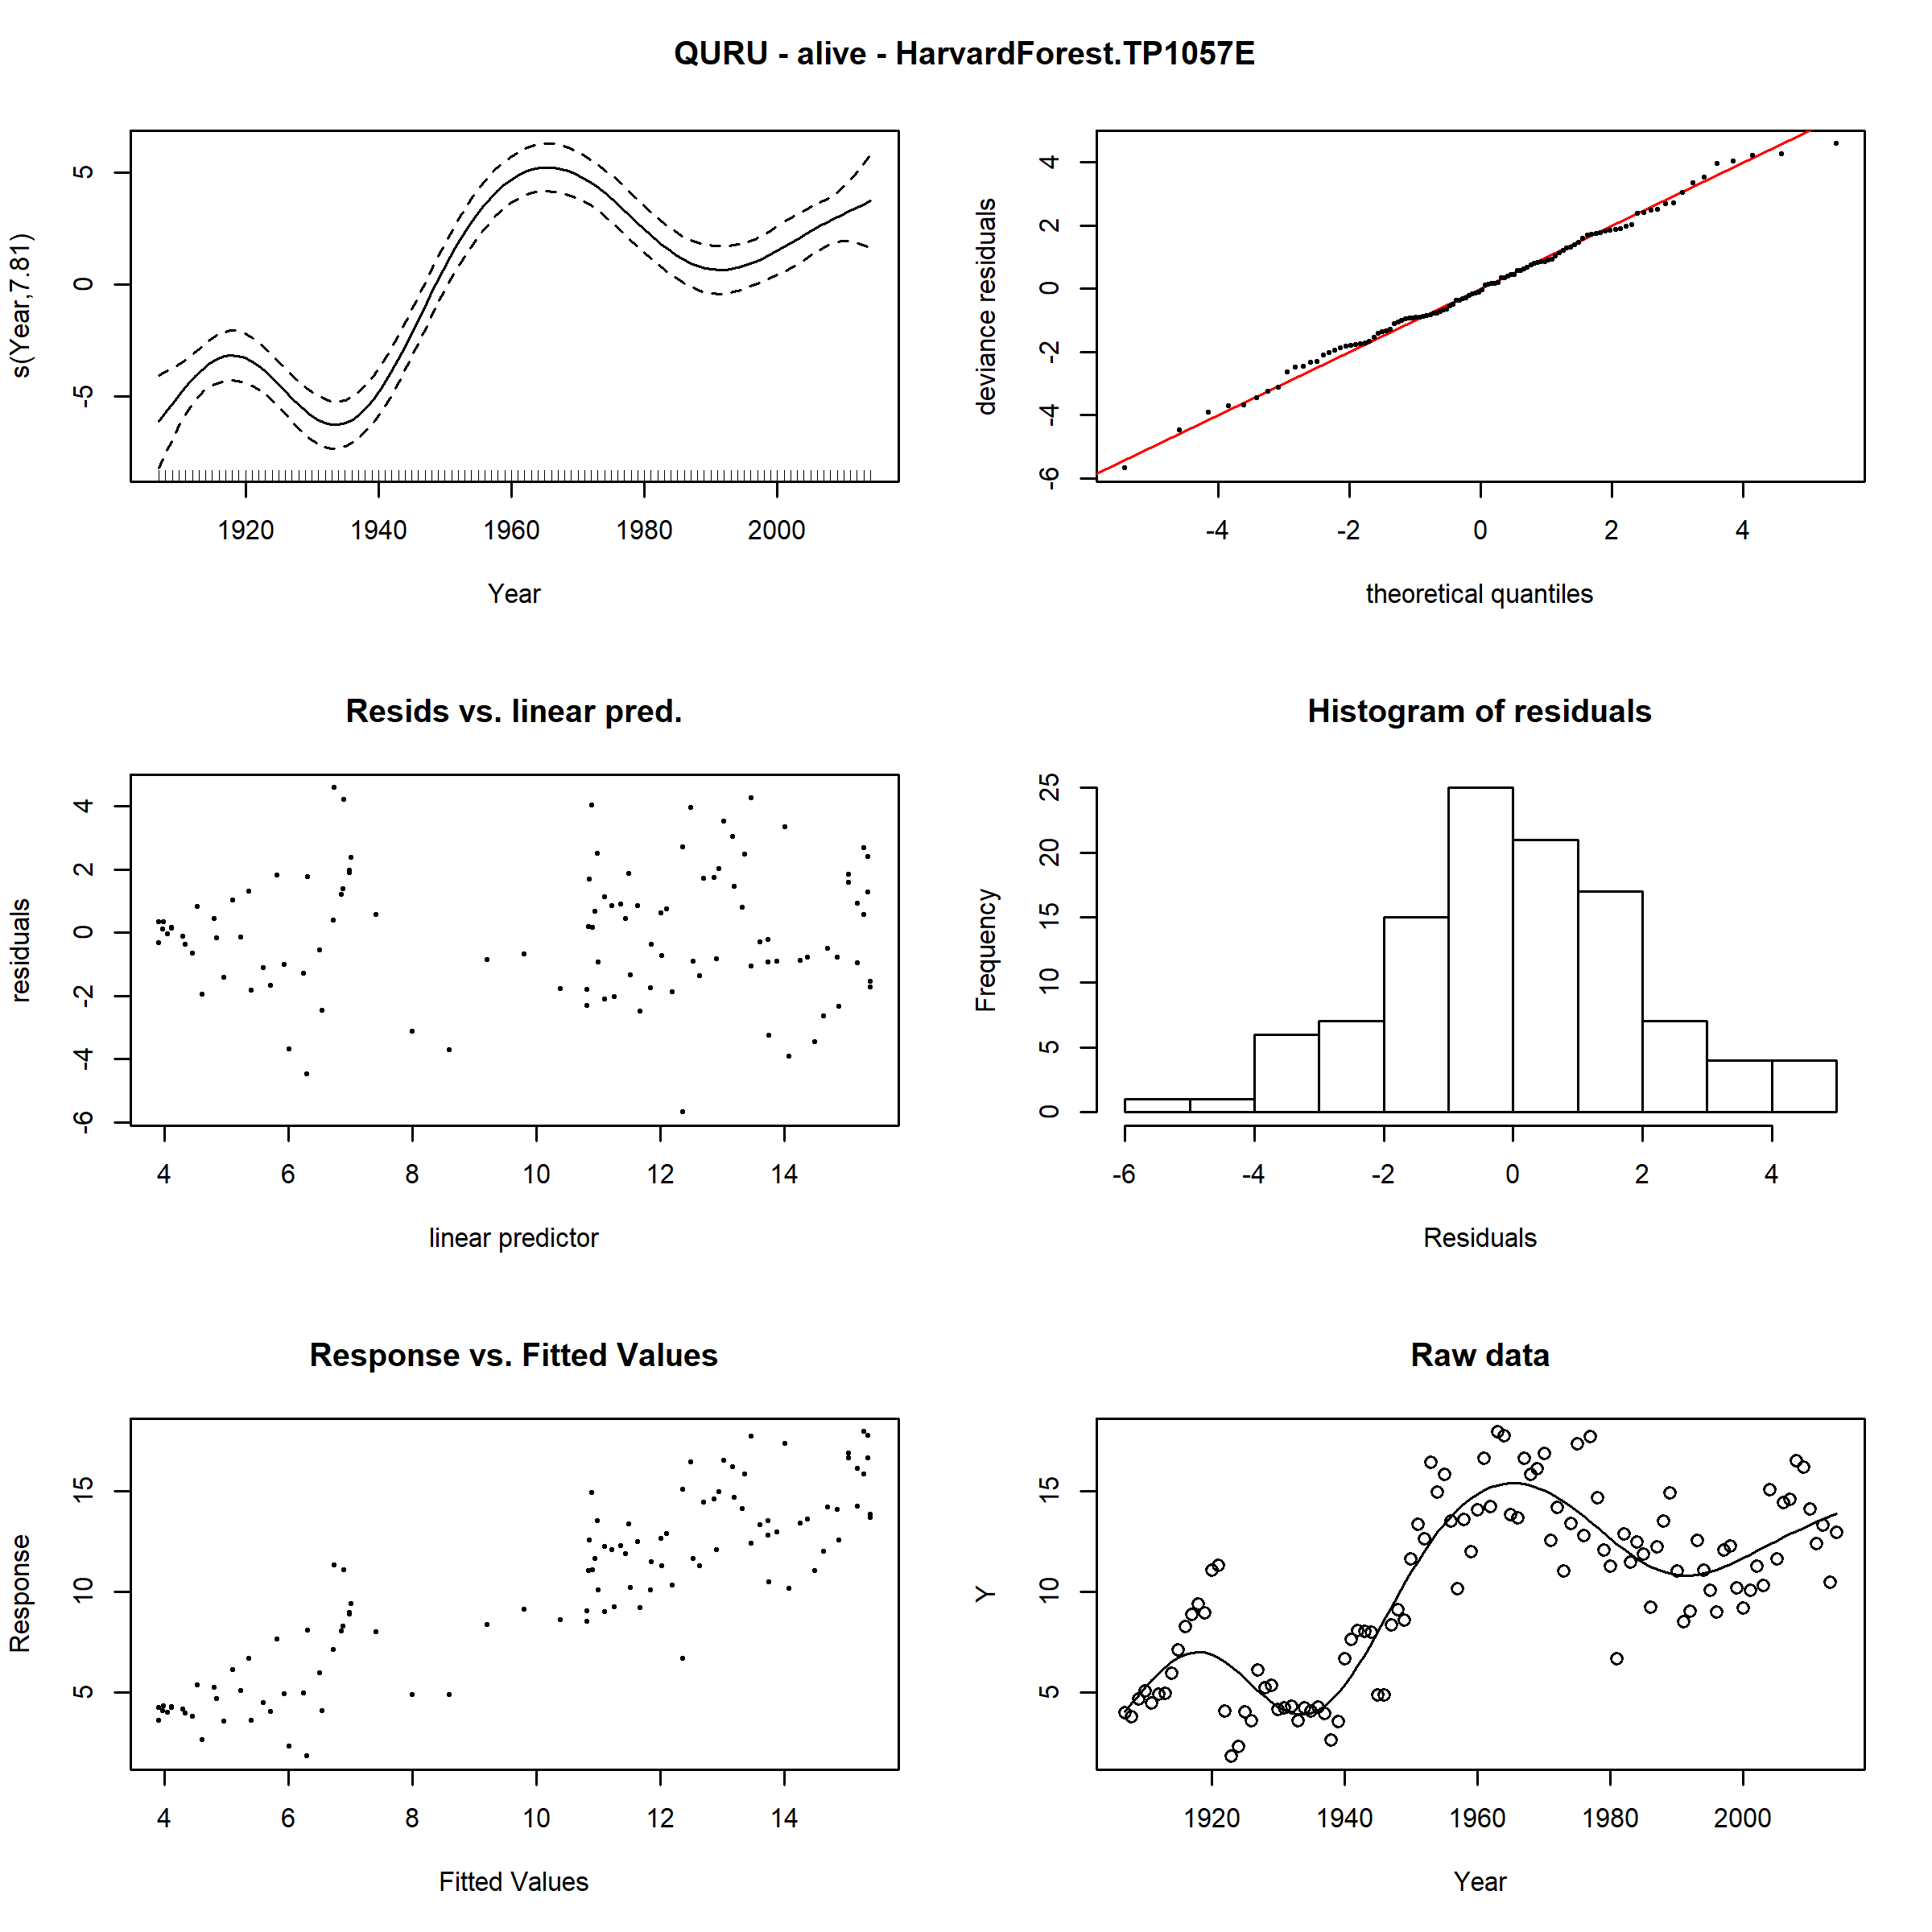 QURU - alive - HarvardForest.TP1057E
s(Year,7.81)
5
0
-5
1920 1940 1960 1980 2000
Year
deviance residuals
4
2
0
-2
-4
-6
-4 -2 0 2 4
theoretical quantiles
Resids vs. linear pred.
residuals
4
2
0
-2
-4
-6
4 6 8 10 12 14
linear predictor
Histogram of residuals
Frequency
25
20
15
10
5
0
-6 -4 -2 0 2 4
Residuals
Response vs. Fitted Values
Response
15
10
5
4 6 8 10 12 14
Fitted Values
Raw data
Y
15
10
5
1920 1940 1960 1980 2000
Year